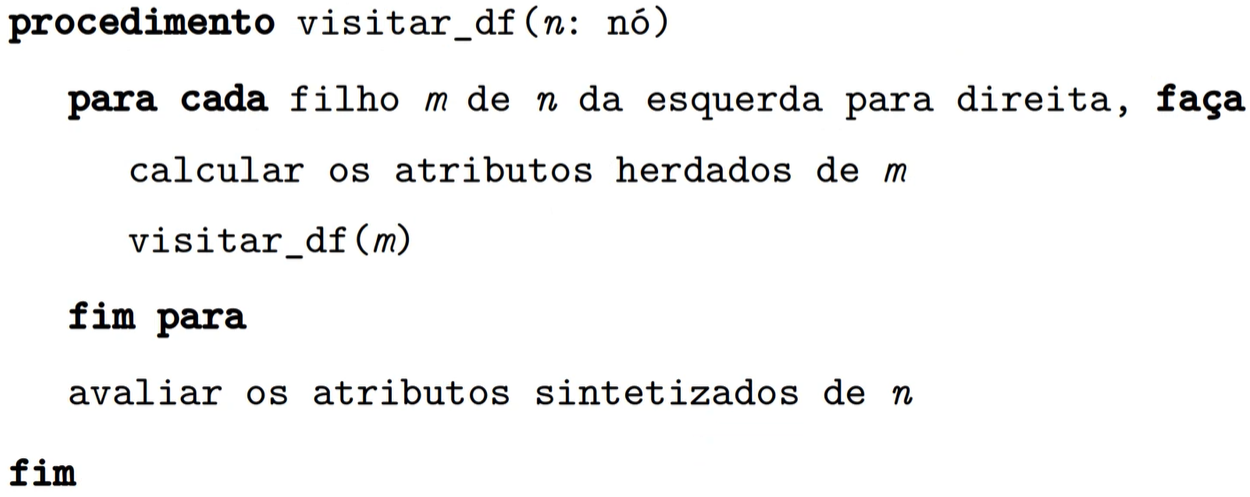 procedimento visitar_df(n: nó)
para cada filho m de n da esquerda para direita, faça
calcular os atributos herdados de m
visitar_df(m)
fim para
avaliar os atributos sintetizados de n
fim